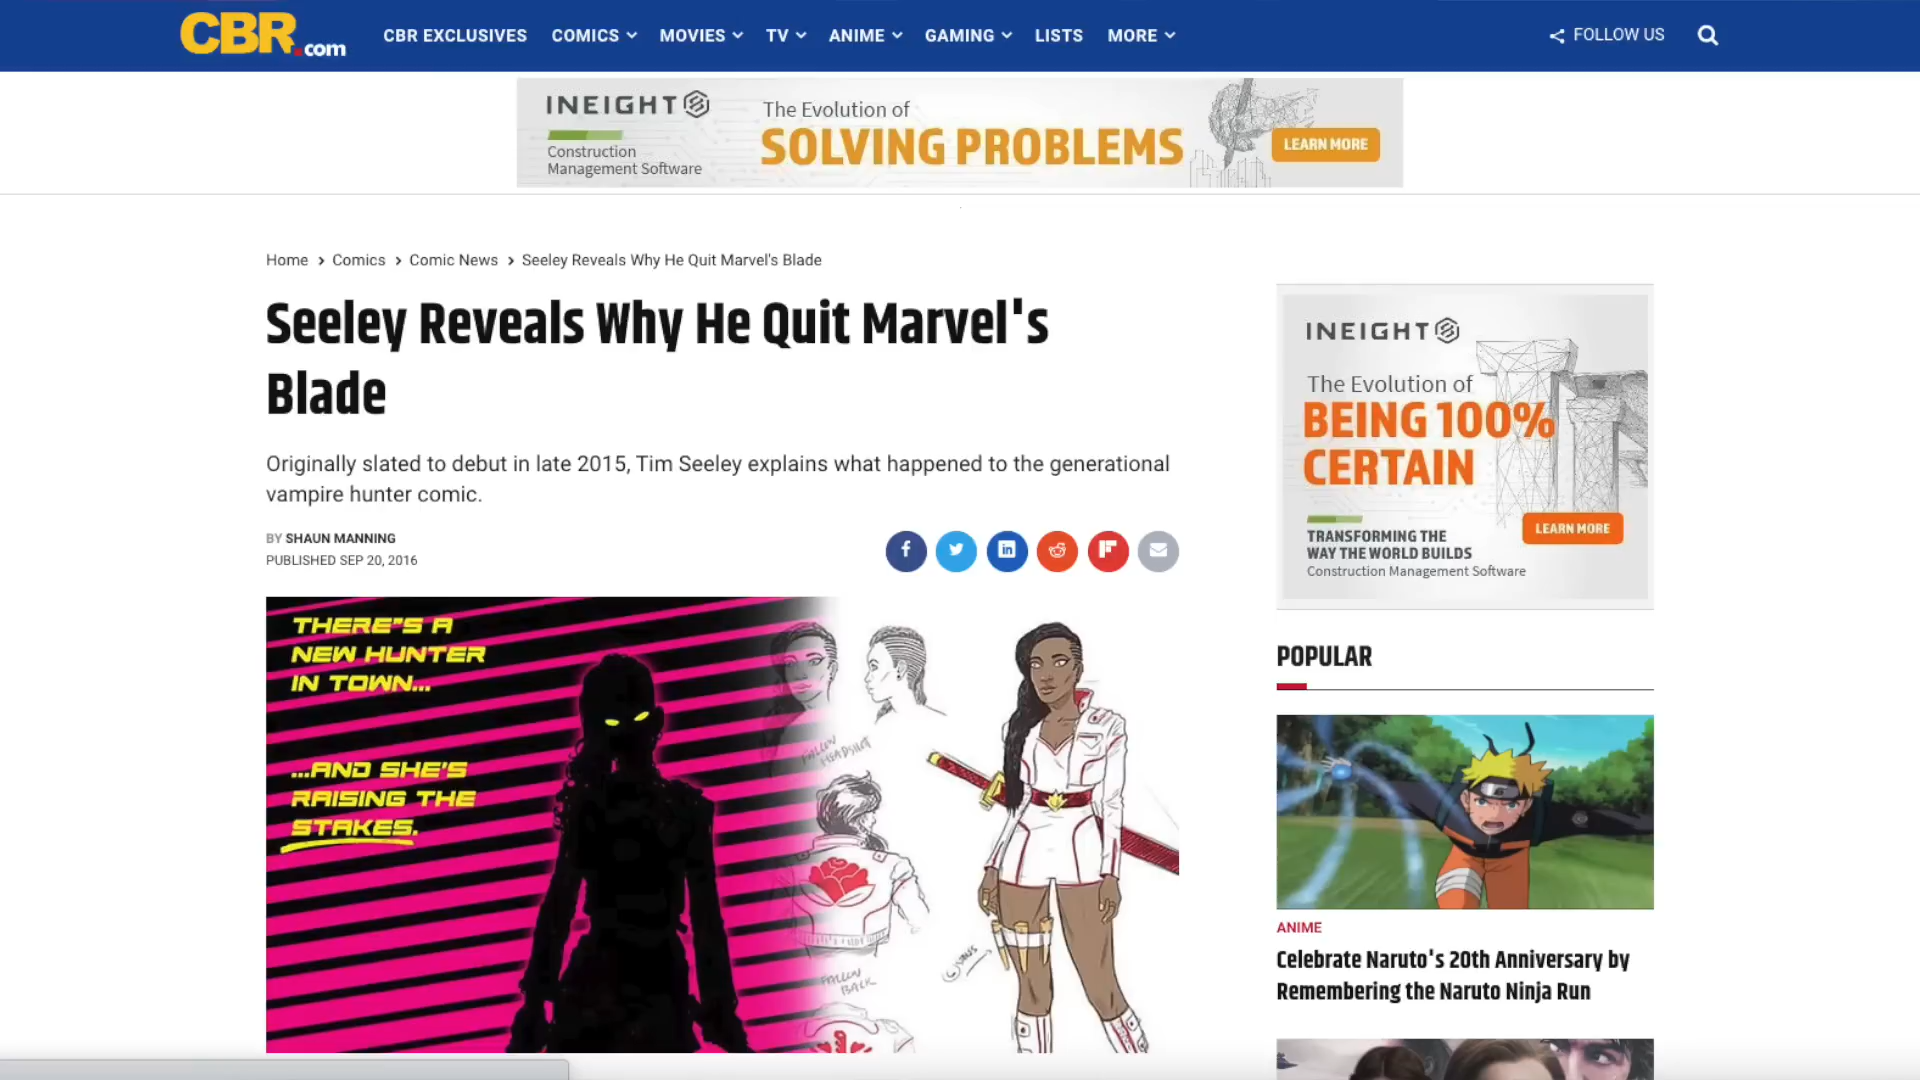 CBR.com
CBR EXCLUSIVES COMICS MOVIES TV ANIME GAMING LISTS MORE FOLLOW US
INEIGHT
Construction
Management Software
The Evolution of
SOLVING PROBLEMS
LEARN MORE
Home > Comics > Comic News > Seeley Reveals Why He Quit Marvel's Blade
Seeley Reveals Why He Quit Marvel's
Blade
Originally slated to debut in late 2015, Tim Seeley explains what happened to the generational
vampire hunter comic.
BY SHAUN MANNING
PUBLISHED SEP 20, 2016
THERE"S A
NEW HUNTER
IN TOWN...
...AND SHE'S
RAISING THE
STAKES.
FALLON
HEADSHOT
FALLON
BACK
INEIGHT
The Evolution of
BEING 100%
CERTAIN
TRANSFORMING THE
WAY THE WORLD BUILDS
Construction Management Software
LEARN MORE
POPULAR
ANIME
Celebrate Naruto's 20th Anniversary by
Remembering the Naruto Ninja Run